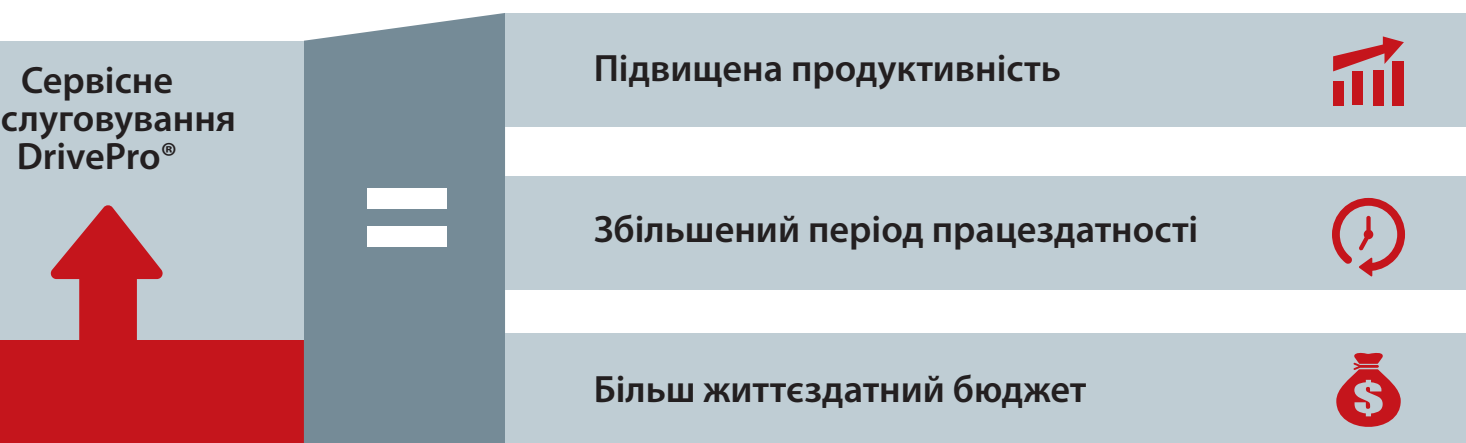 Сервісне
слуговування
DrivePro®
Підвищена продуктивність
Збільшений період працездатності
Більш життєздатний бюджет